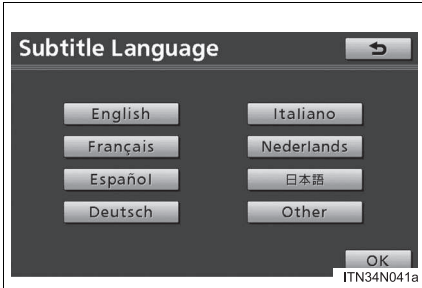 Subtitle Language
English
Italiano
Français
Nederlands
Español
日本語
Deutsch
Other
OK
ITN34N041a